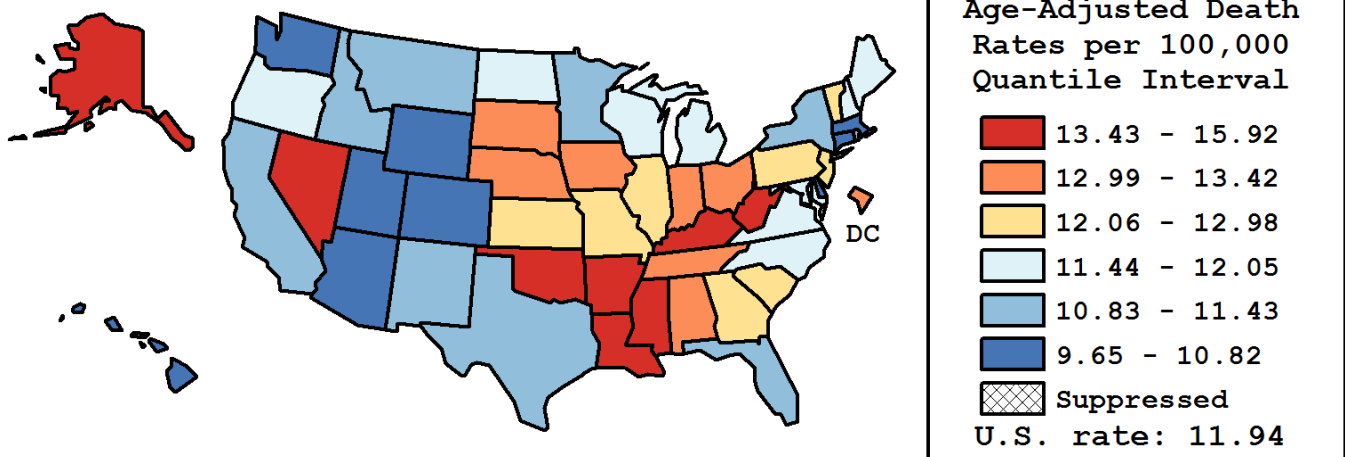 Age-Adjusted Death
Rates per 100,000
Quantile Interval
13.43 - 15.92
12.99 - 13.42
12.06 - 12.98
11.44 - 12.05
10.83 - 11.43
9.65 - 10.82
Suppressed
U.S. rate: 11.94
DC